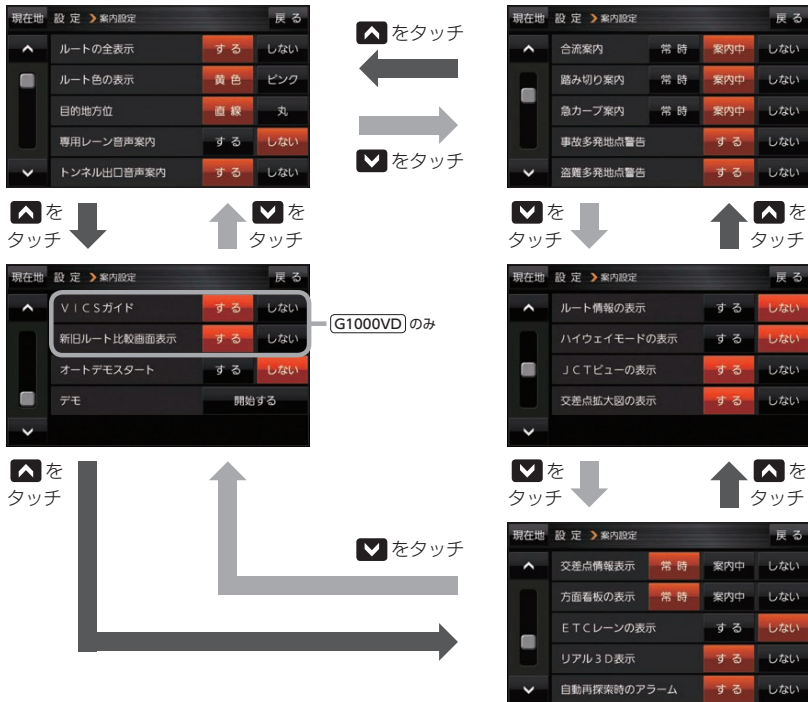 現在地 設 定 案内設定 戻 る
ルートの全表示 す る しない
ルート色の表示 黄 色 ピンク
目的地方位 直 線 丸
専用レーン音声案内 す る しない
トンネル出口音声案内 す る しない
をタッチ
をタッチ
現在地 設 定 案内設定 戻 る
合流案内 常 時 案内中 しない
踏み切り案内 常 時 案内中 しない
急カーブ案内 常 時 案内中 しない
事故多発地点警告 す る しない
盗難多発地点警告 す る しない
を
タッチ
を
タッチ
を
タッチ
を
タッチ
現在地 設 定 案内設定 戻 る
VICSガイド す る しない
新旧ルート比較画面表示 す る しない
オートデモスタート す る しない
デモ 開始する
G1000VD のみ
現在地 設 定 案内設定 戻 る
ルート情報の表示 す る しない
ハイウェイモードの表示 す る しない
JCTビューの表示 す る しない
交差点拡大図の表示 す る しない
を
タッチ
をタッチ
を
タッチ
を
タッチ
現在地 設 定 案内設定 戻 る
交差点情報表示 常 時 案内中 しない
方面看板の表示 常 時 案内中 しない
ETCレーンの表示 す る しない
リアル3D表示 す る しない
自動再探索時のアラーム す る しない